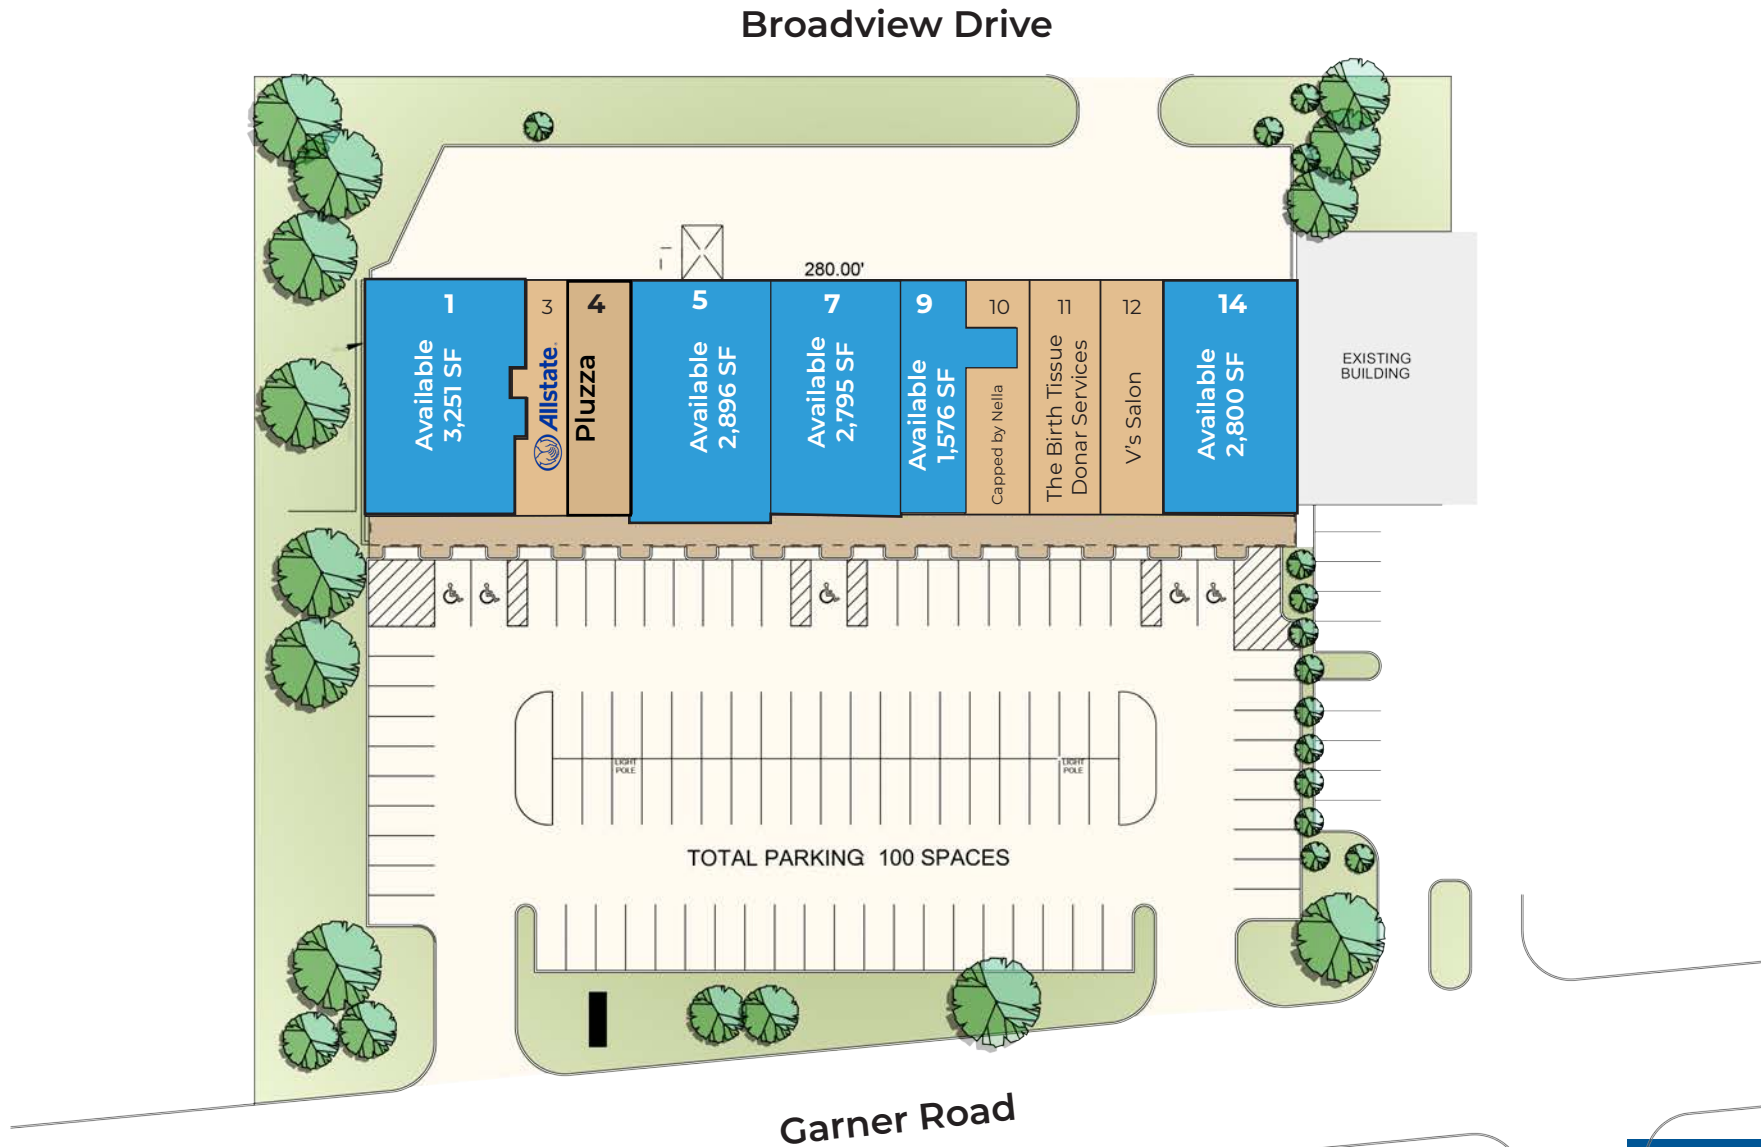 Broadview Drive
280.00'
1
Available
3,251 SF
3
Allstate.
4
Pluzza
5
Available
2,896 SF
7
Available
2,795 SF
9
Available
1,576 SF
10
Capped by Nella
11
The Birth Tissue
Donar Services
12
V's Salon
14
Available
2,800 SF
EXISTING
BUILDING
LIGHT
POLE
LIGHT
POLE
TOTAL PARKING 100 SPACES
Garner Road